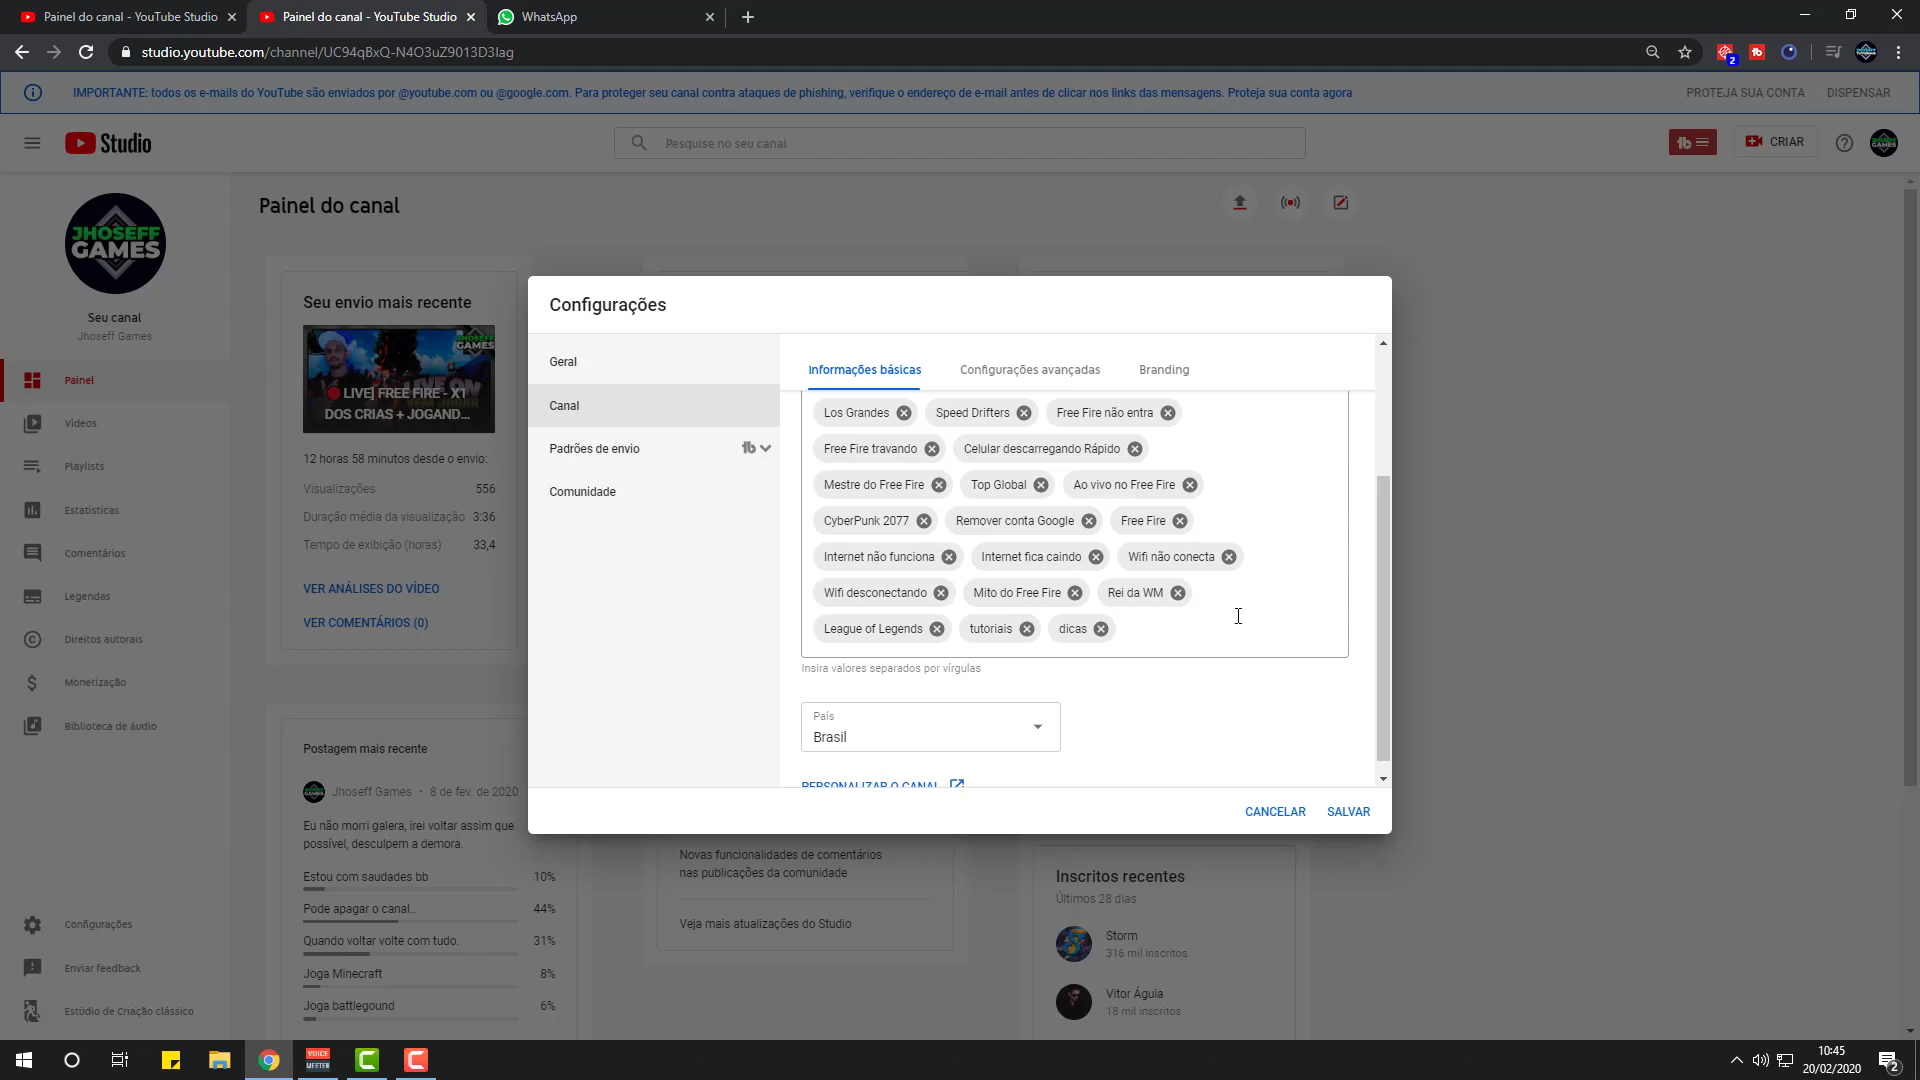 Painel do canal - YouTube Studio
Painel do canal - YouTube Studio
WhatsApp
studio.youtube.com/channel/UC94qBxQ-N4O3uZ9013D3lag
2
IMPORTANTE: todos os e-mails do YouTube são enviados por @youtube.com ou @google.com. Para proteger seu canal contra ataques de phishing, verifique o endereço de e-mail antes de clicar nos links das mensagens. Proteja sua conta agora
PROTEJA SUA CONTA
DISPENSAR
Studio
Pesquise no seu canal
CRIAR
JHOSEFF
GAMES
Seu canal
Jhoseff Games
Painel
Vídeos
Playlists
Estatísticas
Comentários
Legendas
Direitos autorais
Monetização
Biblioteca de áudio
Configurações
Enviar feedback
Estúdio de Criação clássico
Painel do canal
Seu envio mais recente
JHOSEFF
GAMES
LIVE] FREE FIRE - X1
DOS CRIAS + JOGAND...
12 horas 58 minutos desde o envio:
Visualizações 556
Duração média da visualização 3:36
Tempo de exibição (horas) 33,4
VER ANÁLISES DO VÍDEO
VER COMENTÁRIOS (0)
Postagem mais recente
Jhoseff Games • 8 de fev. de 2020
Eu não morri galera, irei voltar assim que
possível, desculpem a demora.
Estou com saudades bb 10%
Pode apagar o canal.. 44%
Quando voltar volte com tudo. 31%
Joga Minecraft 8%
Joga battlegound 6%
Configurações
Geral
Canal
Padrões de envio
Comunidade
Informações básicas
Configurações avançadas
Branding
Los Grandes Speed Drifters Free Fire não entra
Free Fire travando Celular descarregando Rápido
Mestre do Free Fire Top Global Ao vivo no Free Fire
CyberPunk 2077 Remover conta Google Free Fire
Internet não funciona Internet fica caindo Wifi não conecta
Wifi desconectando Mito do Free Fire Rei da WM
League of Legends tutoriais dicas
Insira valores separados por vírgulas
País
Brasil
PERSONALIZAR O CANAL
CANCELAR
SALVAR
Novas funcionalidades de comentários
nas publicações da comunidade
Veja mais atualizações do Studio
Inscritos recentes
Últimos 28 dias
Storm
316 mil inscritos
Vitor Águia
18 mil inscritos
VOICE
MEETER
10:45
20/02/2020
2